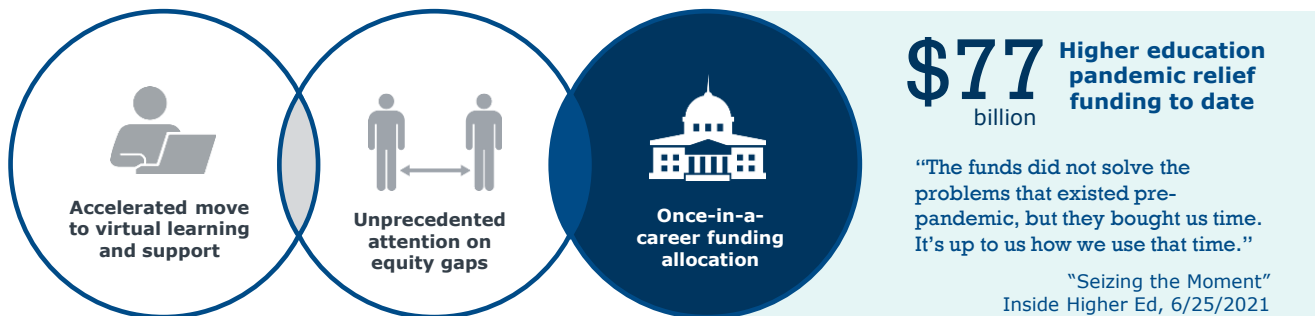 Accelerated move
to virtual learning
and support
Unprecedented
attention on
equity gaps
Once-in-a-
career funding
allocation
$77
billion
Higher education
pandemic relief
funding to date
“The funds did not solve the
problems that existed pre-
pandemic, but they bought us time.
It’s up to us how we use that time.”
“Seizing the Moment”
Inside Higher Ed, 6/25/2021